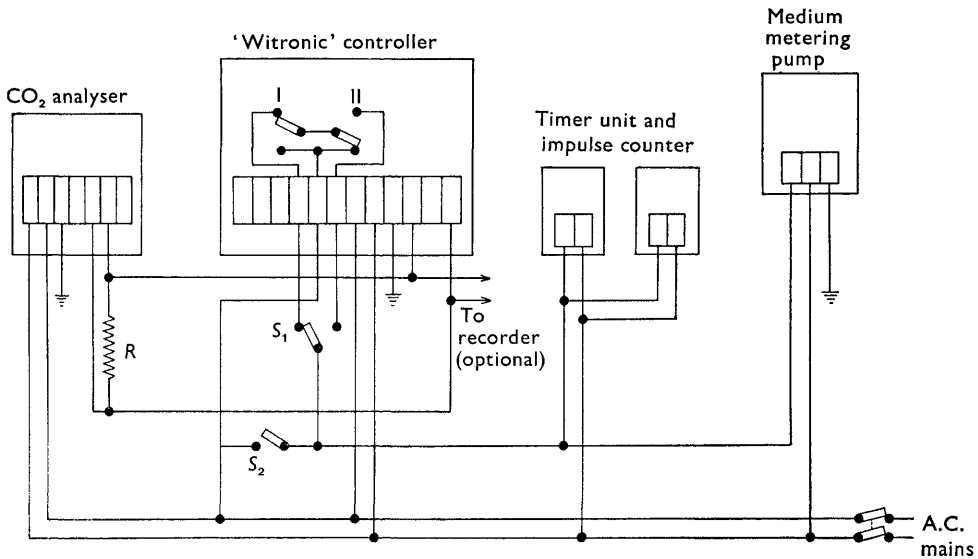 Medium
metering
pump
'Witronic' controller
CO₂ analyser
I
II
Timer unit and
impulse counter
S₁
To
recorder
(optional)
R
S₂
A.C.
mains